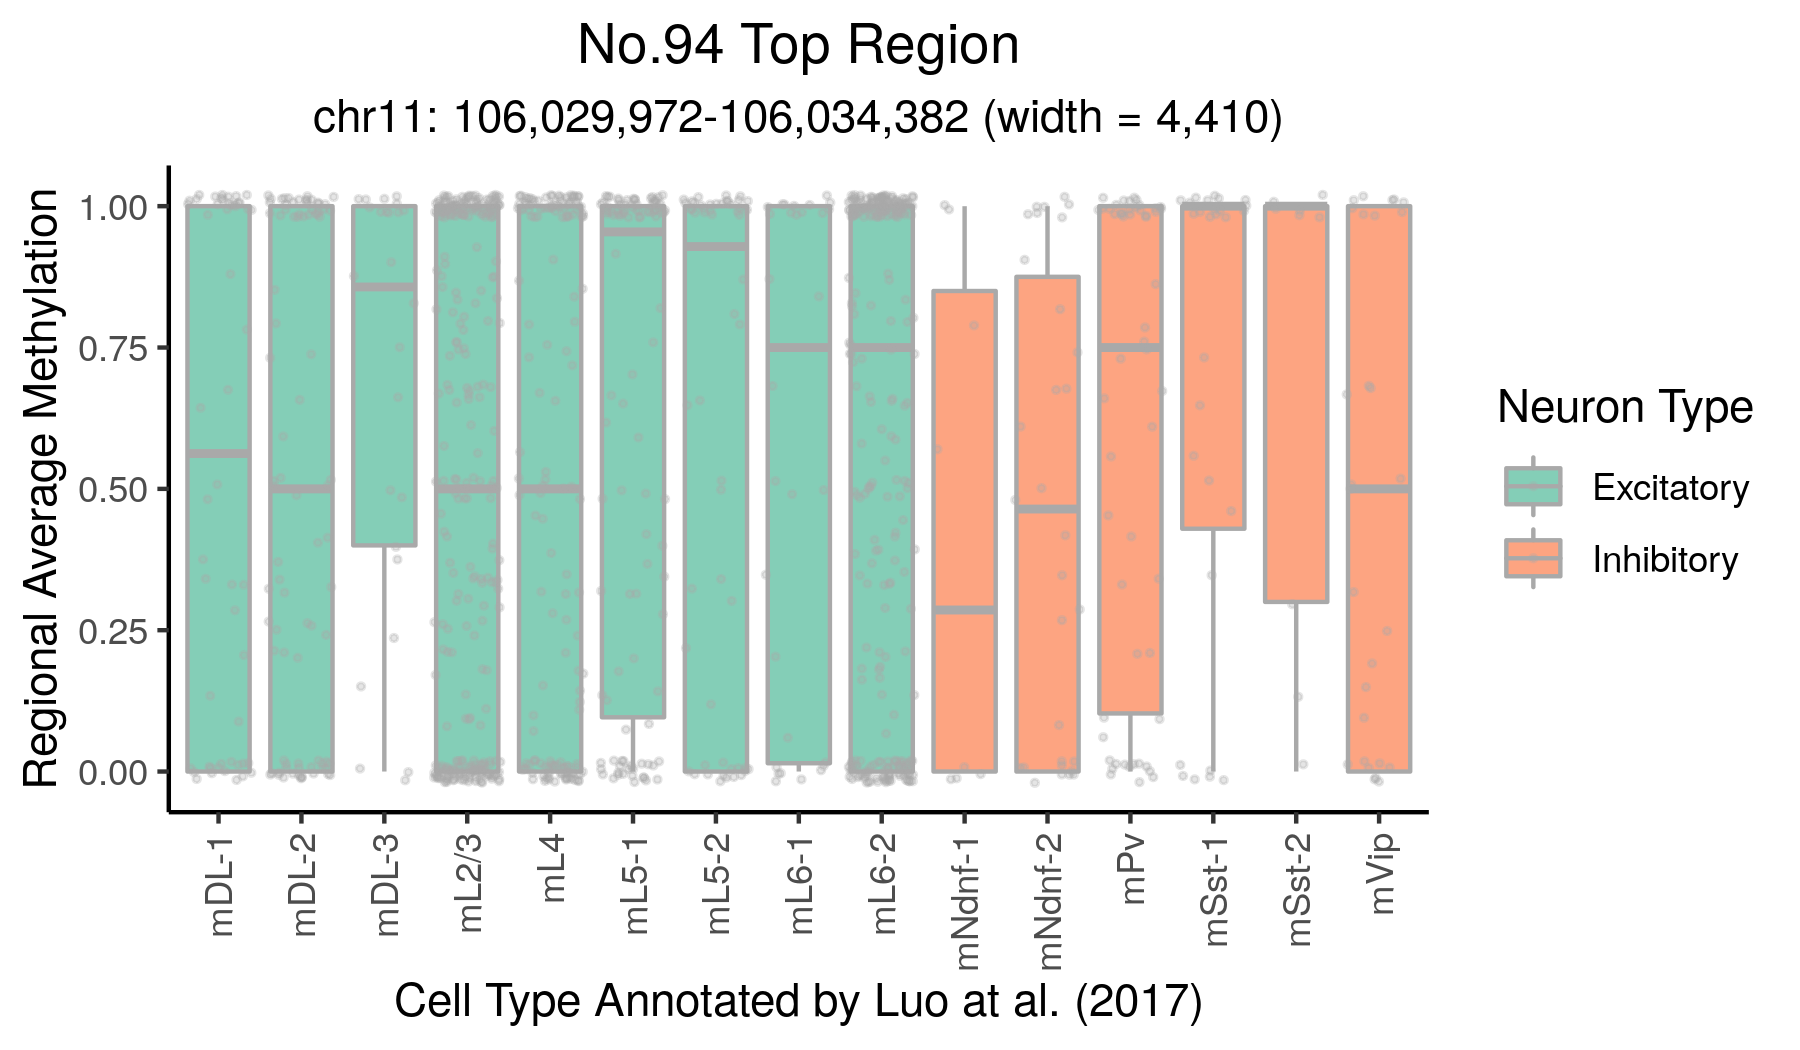 No.94 Top Region
chr11: 106,029,972-106,034,382 (width = 4,410)
Regional Average Methylation
1.00
0.75
0.50
0.25
0.00
mDL-1
mDL-2
mDL-3
mL2/3
mL4
mL5-1
mL5-2
mL6-1
mL6-2
mNdnf-1
mNdnf-2
mPv
mSst-1
mSst-2
mVip
Cell Type Annotated by Luo at al. (2017)
Neuron Type
Excitatory
Inhibitory